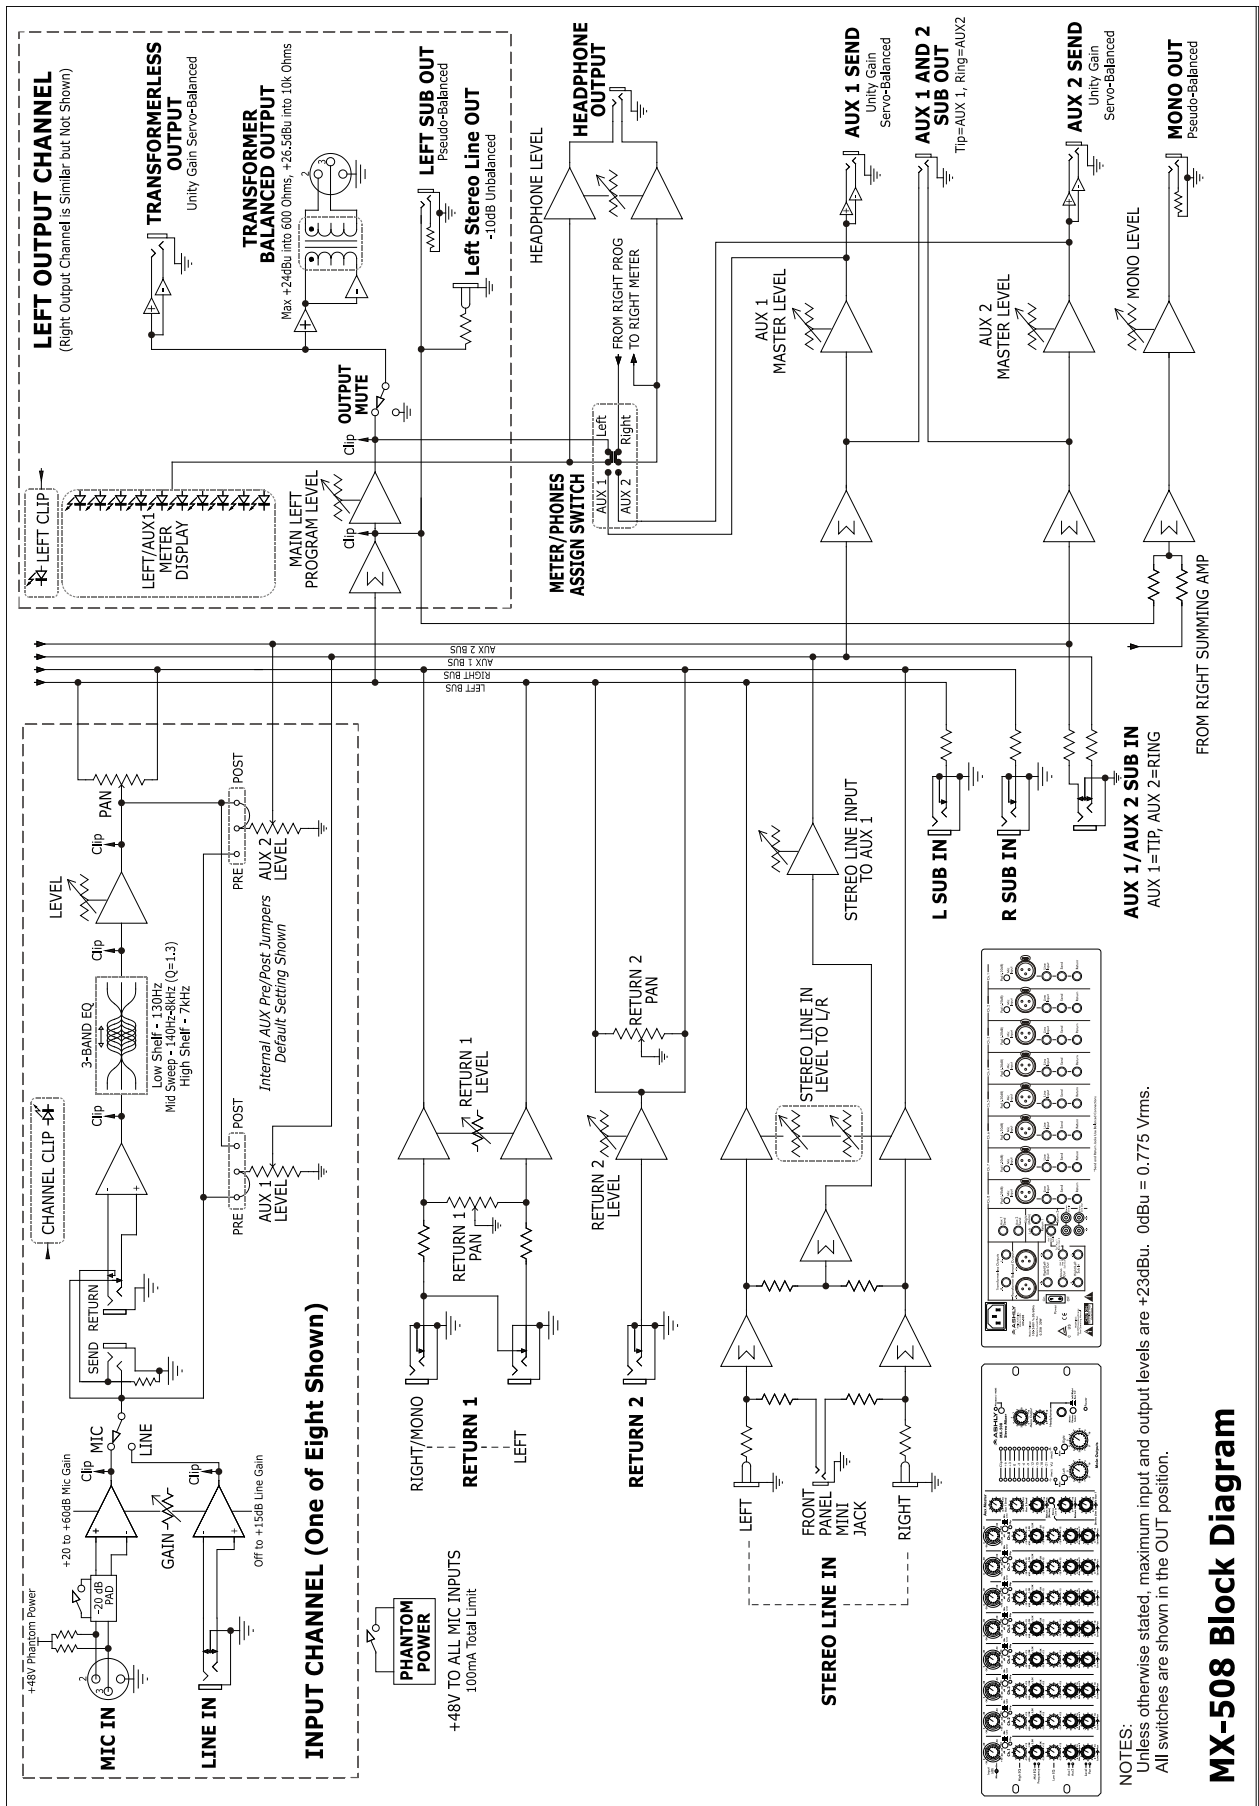 LEFT OUTPUT CHANNEL
(Right Output Channel is Similar but Not Shown)
TRANSFORMERLESS
OUTPUT
Unity Gain Servo-Balanced
TRANSFORMER
BALANCED OUTPUT
Max +24dBu into 600 Ohms, +26.5dBu into 10k Ohms
2
3
LEFT SUB OUT
Pseudo-Balanced
Left Stereo Line OUT
-10dB Unbalanced
LEFT CLIP
LEFT/AUX1
METER
DISPLAY
MAIN LEFT
PROGRAM LEVEL
Clip
Clip
OUTPUT
MUTE
Σ
HEADPHONE
OUTPUT
HEADPHONE LEVEL
FROM RIGHT PROG
TO RIGHT METER
METER/PHONES
ASSIGN SWITCH
AUX 1
AUX 2
Left
Right
AUX 1 SEND
Unity Gain
Servo-Balanced
AUX 1 AND 2
SUB OUT
Tip=AUX 1, Ring=AUX2
AUX 2 SEND
Unity Gain
Servo-Balanced
MONO OUT
Pseudo-Balanced
AUX 1
MASTER LEVEL
AUX 2
MASTER LEVEL
MONO LEVEL
Σ
Σ
Σ
FROM RIGHT SUMMING AMP
AUX 2 BUS
AUX 1 BUS
RIGHT BUS
LEFT BUS
INPUT CHANNEL (One of Eight Shown)
MIC IN
2
3
+48V Phantom Power
-20 dB
PAD
+20 to +60dB Mic Gain
GAIN
Off to +15dB Line Gain
LINE IN
Clip
Clip
MIC
LINE
SEND
RETURN
CHANNEL CLIP
Clip
3-BAND EQ
Low Shelf - 130Hz
Mid Sweep - 140Hz-8kHz (Q=1.3)
High Shelf - 7kHz
Clip
LEVEL
Clip
PAN
PRE
POST
AUX 1
LEVEL
PRE
POST
AUX 2
LEVEL
Internal AUX Pre/Post Jumpers
Default Setting Shown
PHANTOM
POWER
+48V TO ALL MIC INPUTS
100mA Total Limit
RIGHT/MONO
RETURN 1
LEFT
RETURN 1
PAN
RETURN 1
LEVEL
RETURN 2
RETURN 2
LEVEL
RETURN 2
PAN
STEREO LINE IN
LEFT
FRONT
PANEL
MINI
JACK
RIGHT
Σ
Σ
Σ
STEREO LINE IN
LEVEL TO L/R
STEREO LINE INPUT
TO AUX 1
L SUB IN
R SUB IN
AUX 1/AUX 2 SUB IN
AUX 1=TIP, AUX 2=RING
ASHLY
ASHLY
NOTES:
Unless otherwise stated, maximum input and output levels are +23dBu. 0dBu = 0.775 Vrms.
All switches are shown in the OUT position.
MX-508 Block Diagram